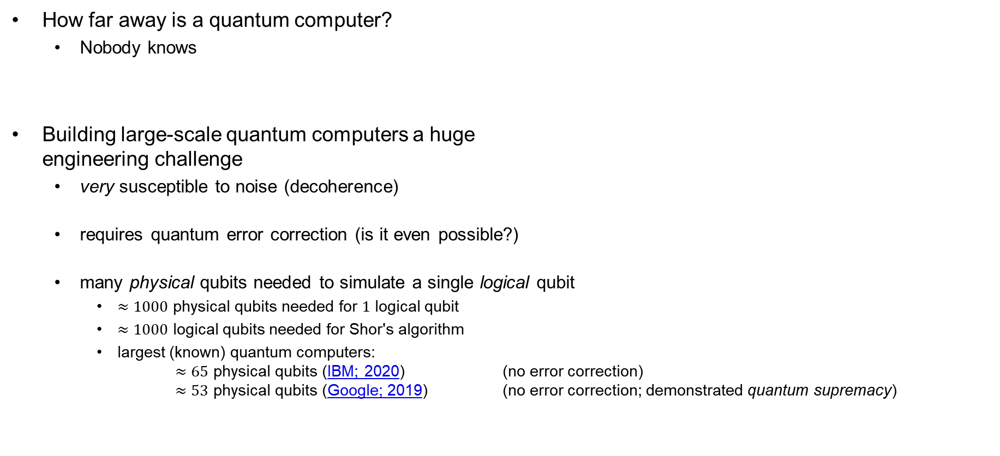 • How far away is a quantum computer?
• Nobody knows
• Building large-scale quantum computers a huge
engineering challenge
• very susceptible to noise (decoherence)
• requires quantum error correction (is it even possible?)
• many physical qubits needed to simulate a single logical qubit
• ≈ 1000 physical qubits needed for 1 logical qubit
• ≈ 1000 logical qubits needed for Shor's algorithm
• largest (known) quantum computers:
≈ 65 physical qubits (IBM; 2020) (no error correction)
≈ 53 physical qubits (Google; 2019) (no error correction; demonstrated quantum supremacy)